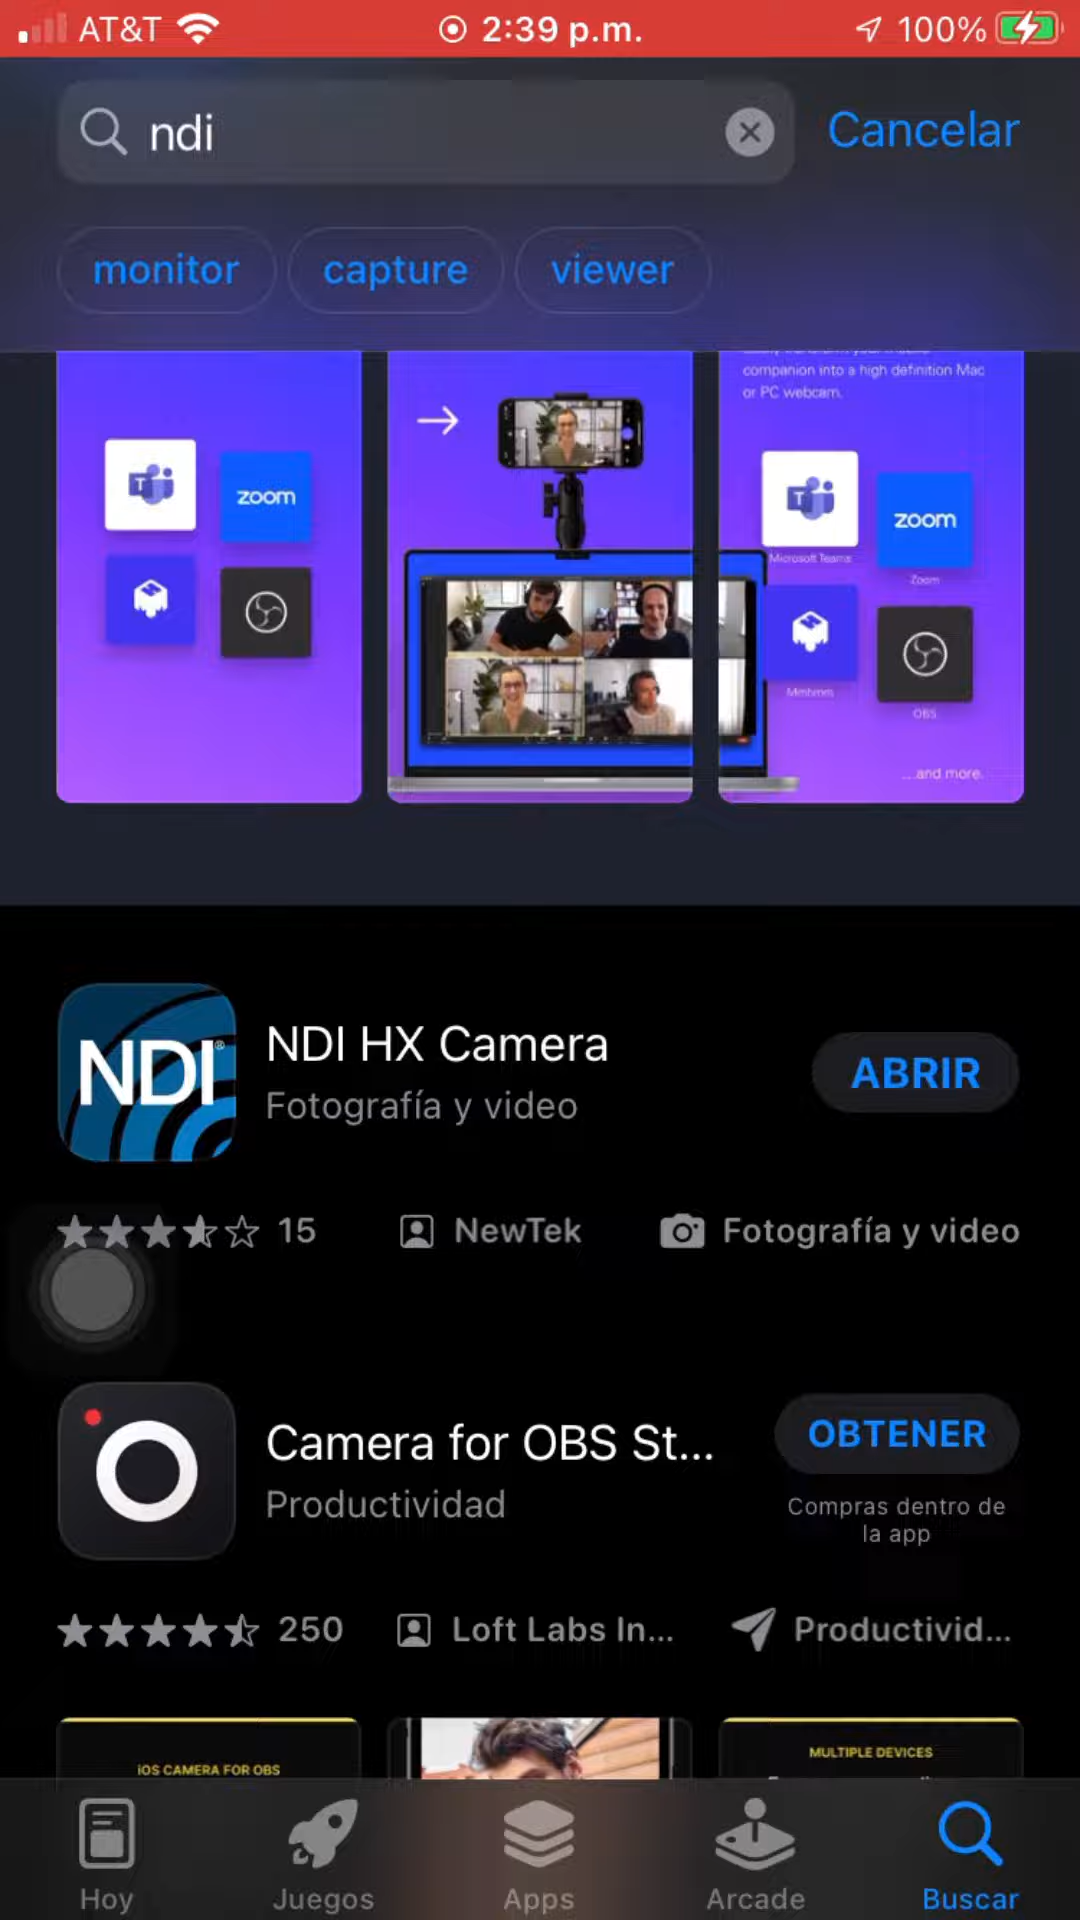 AT&T 2:39 p.m. 100%
ndi Cancelar
monitor capture viewer
companion into a high definition Mac
or PC webcam.
zoom
Microsoft Teams
zoom
Zoom
OBS
...and more.
NDI®
NDI HX Camera
Fotografía y video
ABRIR
15 NewTek Fotografía y video
Camera for OBS St...
Productividad
OBTENER
Compras dentro de
la app
250 Loft Labs In... Productivid...
iOS CAMERA FOR OBS
MULTIPLE DEVICES
Hoy Juegos Apps Arcade Buscar